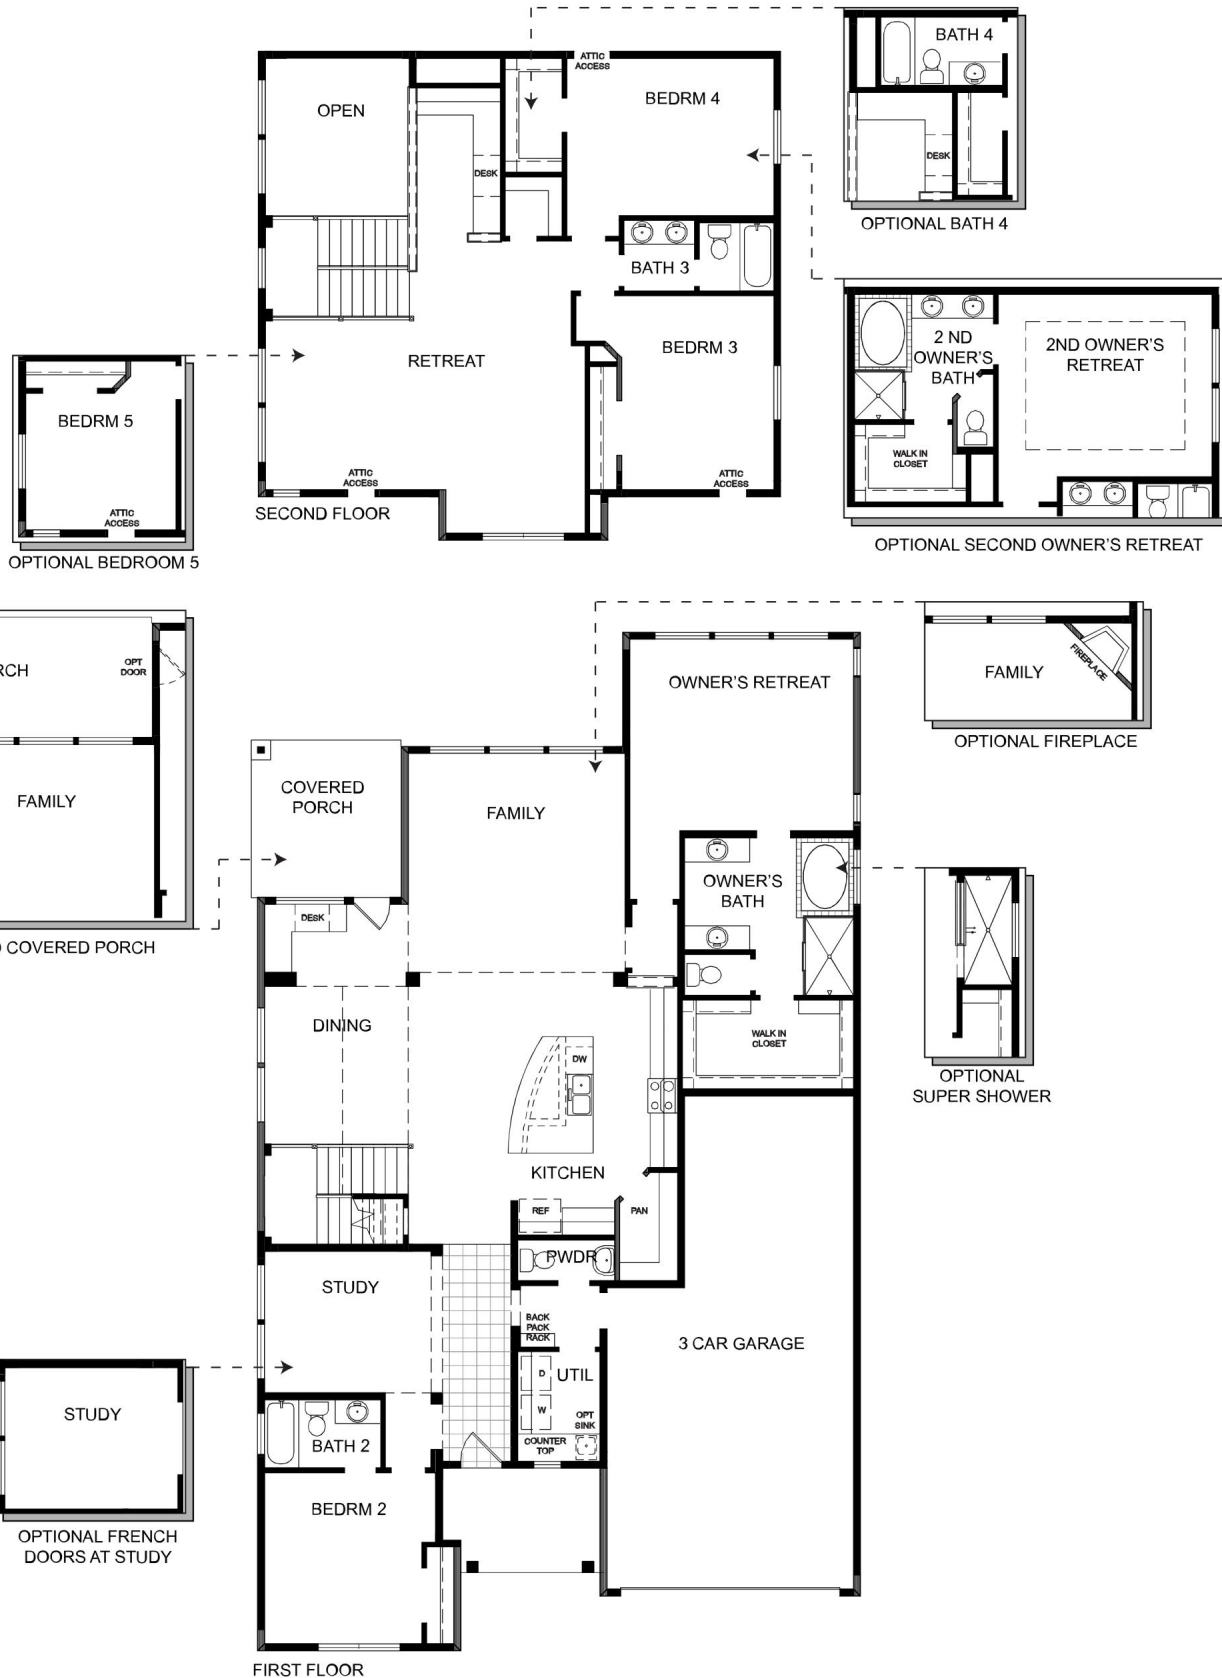 BATH 4
DESK
OPTIONAL BATH 4
ATTIC
ACCESS
OPEN
BEDRM 4
DESK
BATH 3
RETREAT
BEDRM 3
ATTIC
ACCESS
ATTIC
ACCESS
SECOND FLOOR
BEDRM 5
ATTIC
ACCESS
OPTIONAL BEDROOM 5
2 ND
OWNER'S
BATH
2ND OWNER'S
RETREAT
WALK IN
CLOSET
OPTIONAL SECOND OWNER'S RETREAT
RCH
OPT
DOOR
FAMILY
COVERED PORCH
FAMILY
FIREPLACE
OPTIONAL FIREPLACE
OWNER'S RETREAT
COVERED
PORCH
FAMILY
OWNER'S
BATH
DESK
DINING
WALK IN
CLOSET
DW
KITCHEN
REF
PAN
PWDR
STUDY
BACK
PACK
RACK
3 CAR GARAGE
D
UTIL
W
OPT
SINK
COUNTER
TOP
BATH 2
BEDRM 2
FIRST FLOOR
OPTIONAL
SUPER SHOWER
STUDY
OPTIONAL FRENCH
DOORS AT STUDY